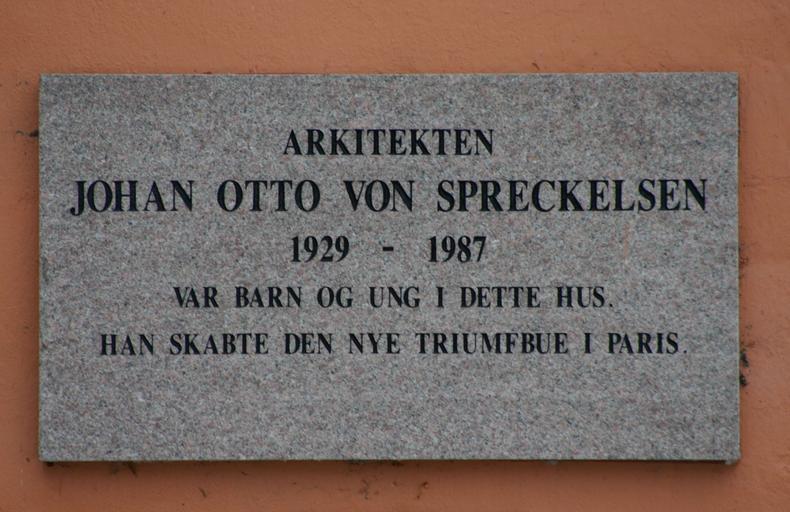 ARKITEKTEN
JOHAN OTTO VON SPRECKELSEN
1929 - 1987
VAR BARN OG UNG I DETTE HUS.
HAN SKABTE DEN NYE TRIUMFBUE I PARIS.